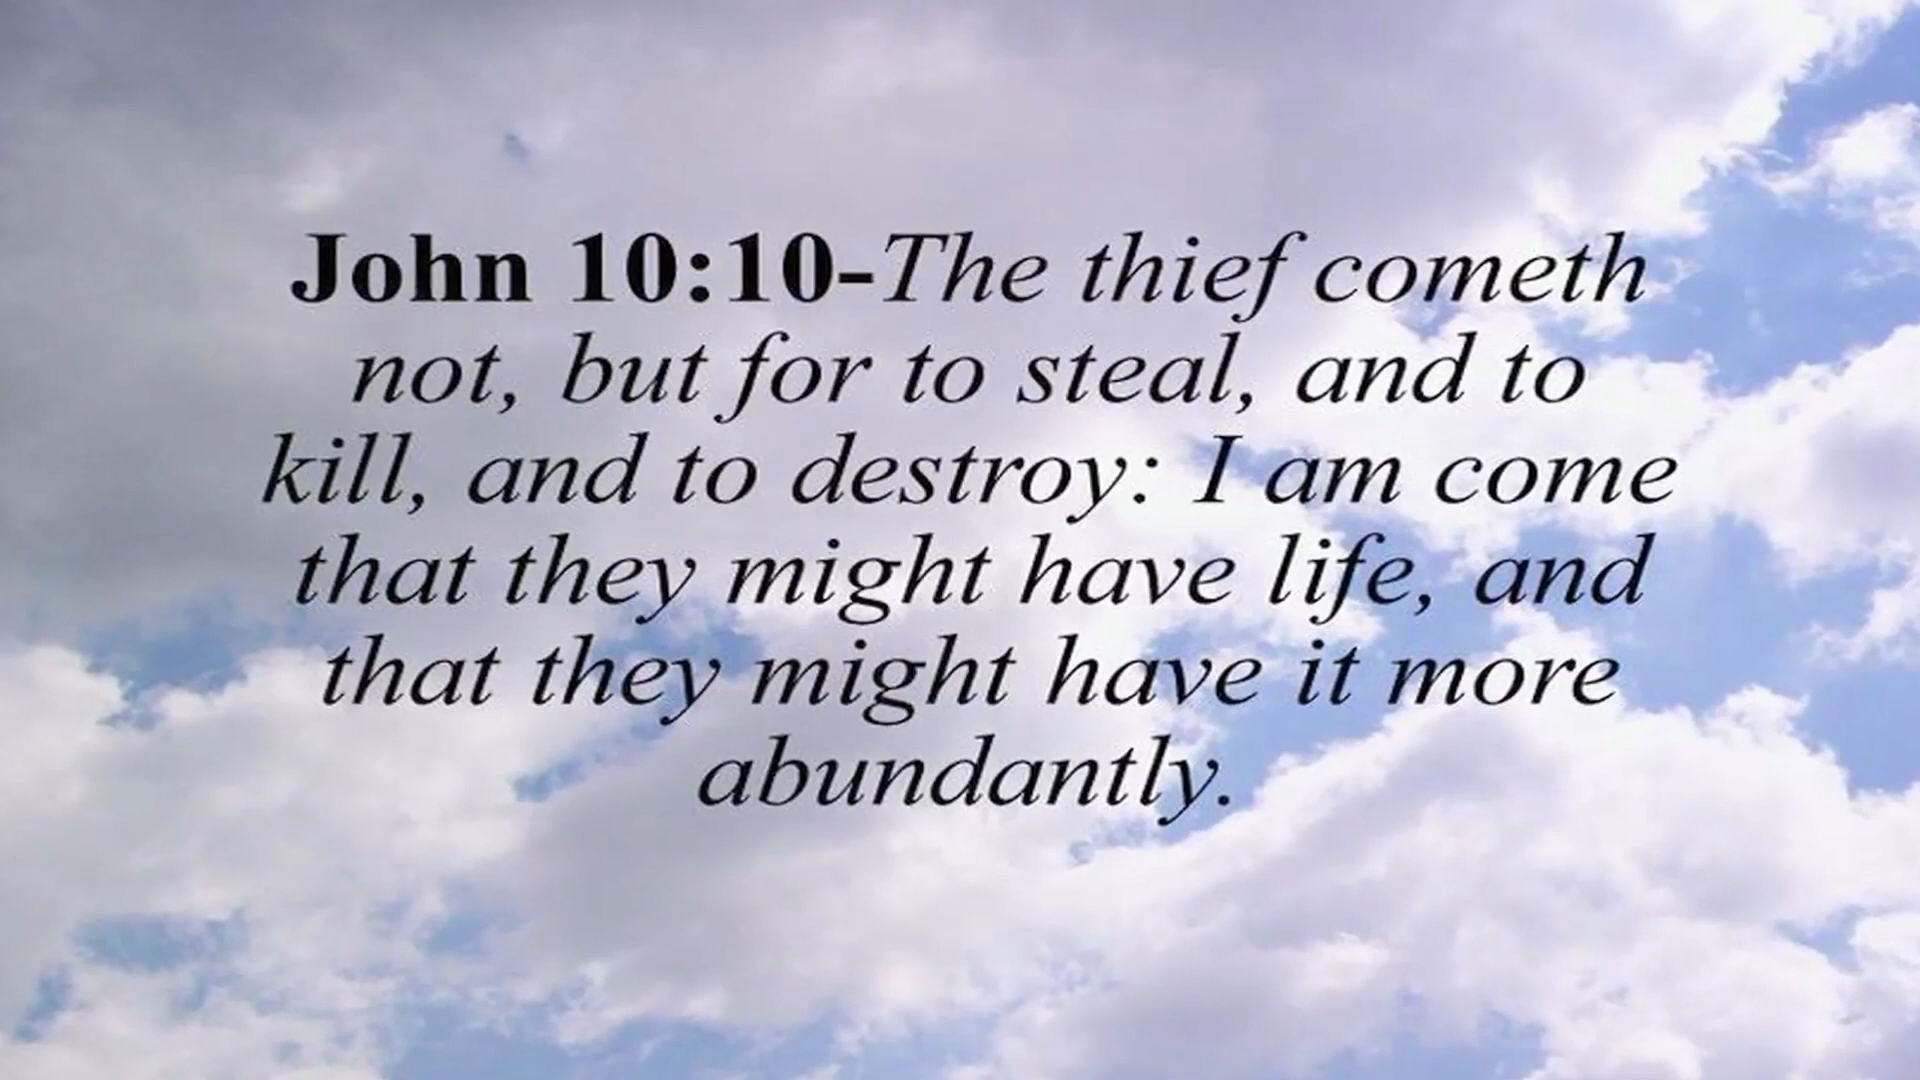 John 10:10-The thief cometh
not, but for to steal, and to
kill, and to destroy: I am come
that they might have life, and
that they might have it more
abundantly.